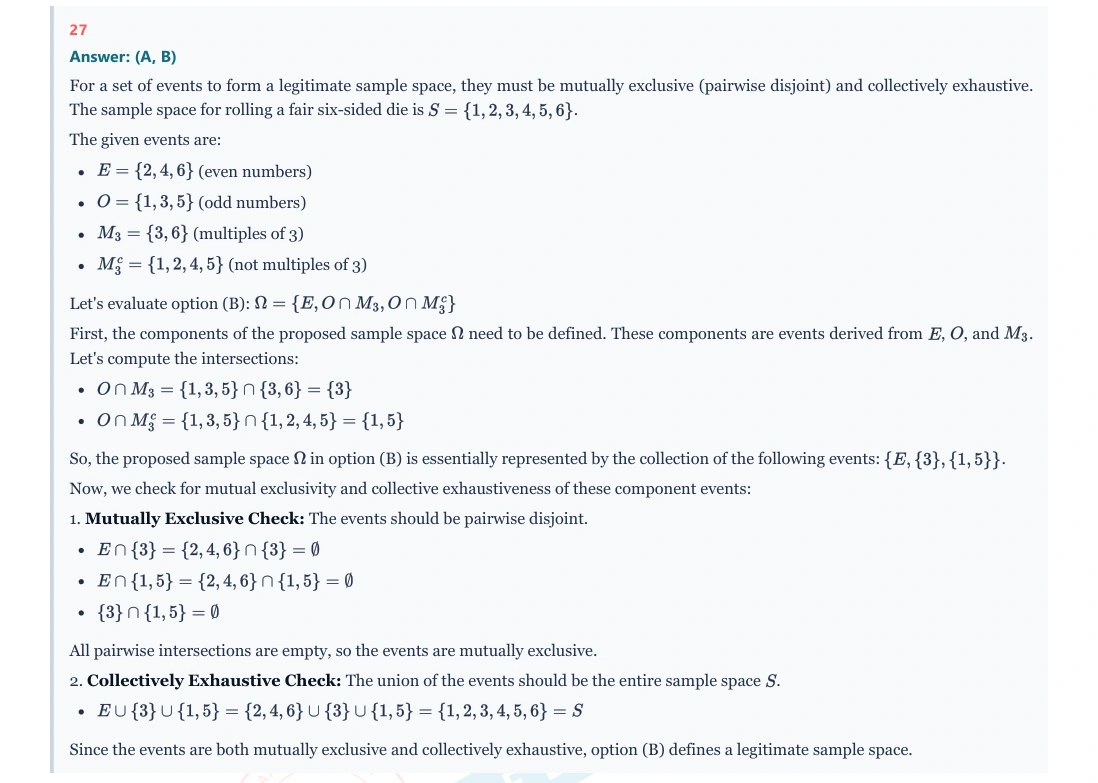 27
Answer: (A, B)
For a set of events to form a legitimate sample space, they must be mutually exclusive (pairwise disjoint) and collectively exhaustive.
The sample space for rolling a fair six-sided die is S = {1, 2, 3, 4, 5, 6}.
The given events are:
• E = {2, 4, 6} (even numbers)
• O = {1, 3, 5} (odd numbers)
• M₃ = {3, 6} (multiples of 3)
• M₃ᶜ = {1, 2, 4, 5} (not multiples of 3)
Let's evaluate option (B): Ω = {E, O ∩ M₃, O ∩ M₃ᶜ}
First, the components of the proposed sample space Ω need to be defined. These components are events derived from E, O, and M₃.
Let's compute the intersections:
• O ∩ M₃ = {1, 3, 5} ∩ {3, 6} = {3}
• O ∩ M₃ᶜ = {1, 3, 5} ∩ {1, 2, 4, 5} = {1, 5}
So, the proposed sample space Ω in option (B) is essentially represented by the collection of the following events: {E, {3}, {1, 5}}.
Now, we check for mutual exclusivity and collective exhaustiveness of these component events:
1. Mutually Exclusive Check: The events should be pairwise disjoint.
• E ∩ {3} = {2, 4, 6} ∩ {3} = ∅
• E ∩ {1, 5} = {2, 4, 6} ∩ {1, 5} = ∅
• {3} ∩ {1, 5} = ∅
All pairwise intersections are empty, so the events are mutually exclusive.
2. Collectively Exhaustive Check: The union of the events should be the entire sample space S.
• E ∪ {3} ∪ {1, 5} = {2, 4, 6} ∪ {3} ∪ {1, 5} = {1, 2, 3, 4, 5, 6} = S
Since the events are both mutually exclusive and collectively exhaustive, option (B) defines a legitimate sample space.